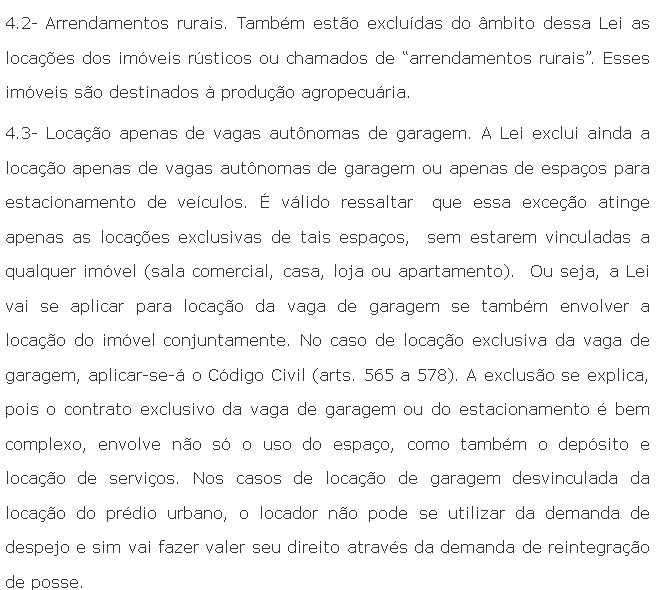 4.2- Arrendamentos rurais. Também estão excluídas do âmbito dessa Lei as
locações dos imóveis rústicos ou chamados de “arrendamentos rurais”. Esses
imóveis são destinados à produção agropecuária.
4.3- Locação apenas de vagas autônomas de garagem. A Lei exclui ainda a
locação apenas de vagas autônomas de garagem ou apenas de espaços para
estacionamento de veículos. É válido ressaltar que essa exceção atinge
apenas as locações exclusivas de tais espaços, sem estarem vinculadas a
qualquer imóvel (sala comercial, casa, loja ou apartamento). Ou seja, a Lei
vai se aplicar para locação da vaga de garagem se também envolver a
locação do imóvel conjuntamente. No caso de locação exclusiva da vaga de
garagem, aplicar-se-á o Código Civil (arts. 565 a 578). A exclusão se explica,
pois o contrato exclusivo da vaga de garagem ou do estacionamento é bem
complexo, envolve não só o uso do espaço, como também o depósito e
locação de serviços. Nos casos de locação de garagem desvinculada da
locação do prédio urbano, o locador não pode se utilizar da demanda de
despejo e sim vai fazer valer seu direito através da demanda de reintegração
de posse.